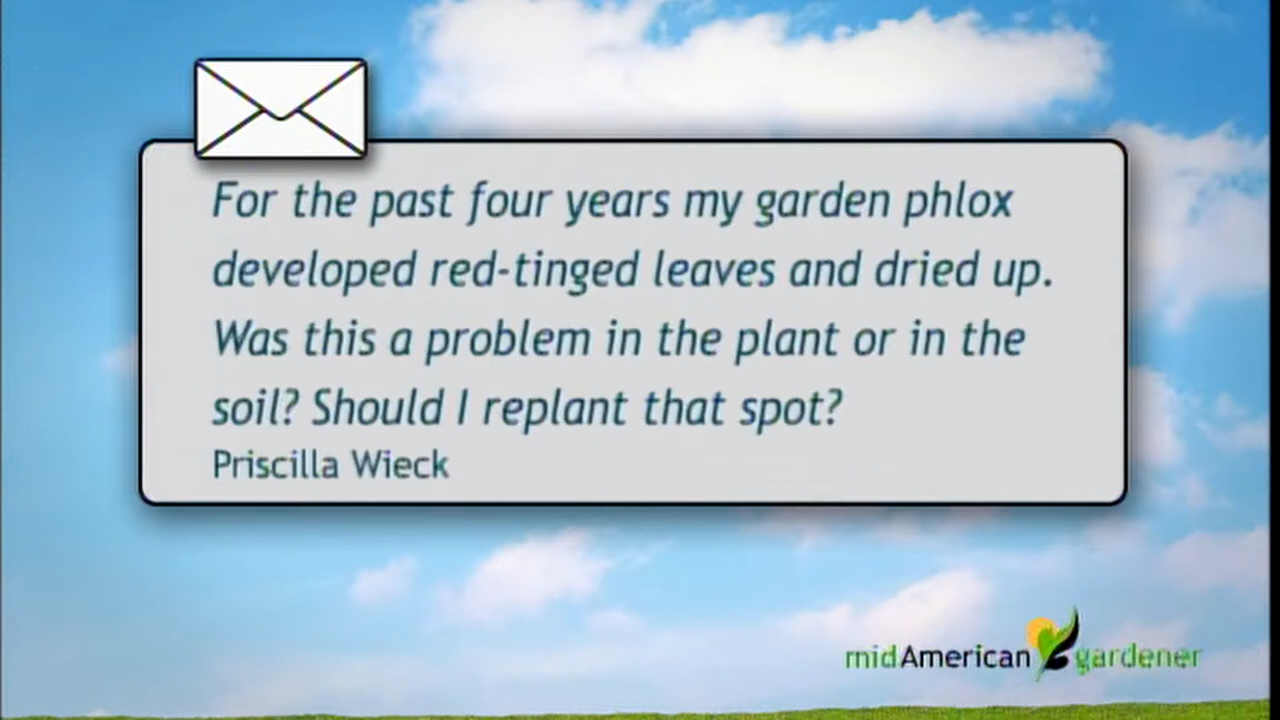 For the past four years my garden phlox
developed red-tinged leaves and dried up.
Was this a problem in the plant or in the
soil? Should I replant that spot?
Priscilla Wieck
midAmerican gardener